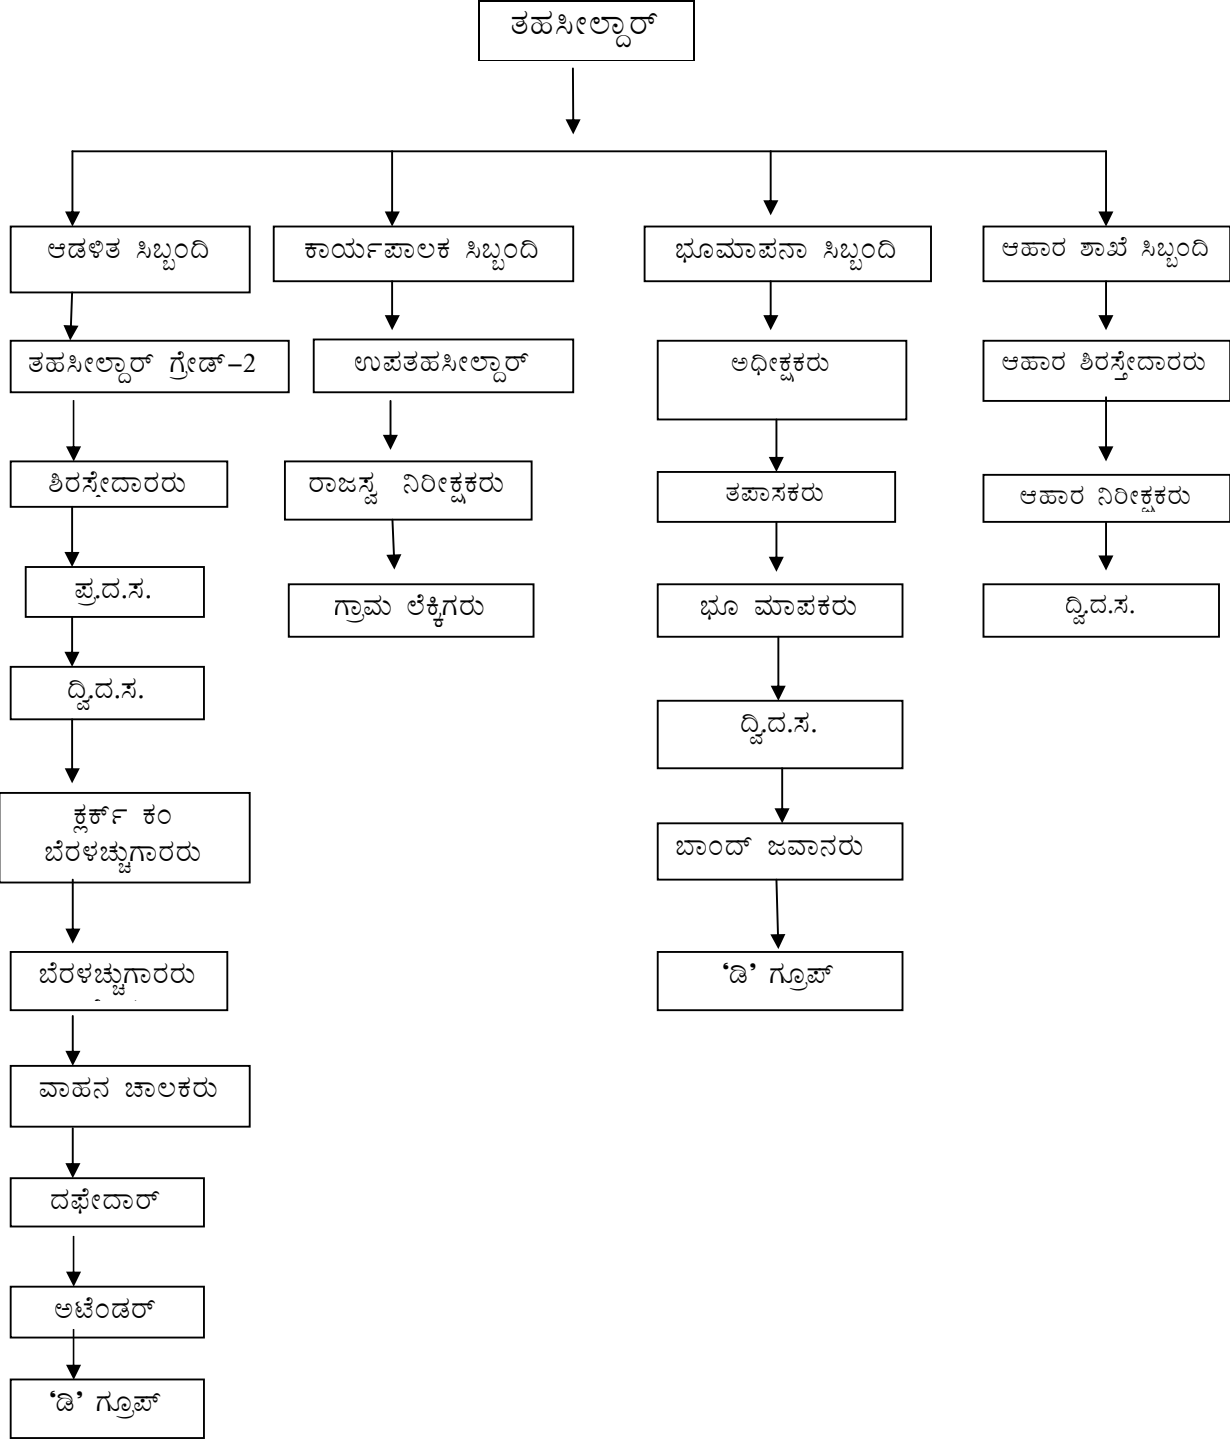 ತಹಸೀಲ್ದಾರ್
ಆಡಳಿತ ಸಿಬ್ಬಂದಿ
ಕಾರ್ಯಪಾಲಕ ಸಿಬ್ಬಂದಿ
ಭೂಮಾಪನಾ ಸಿಬ್ಬಂದಿ
ಆಹಾರ ಶಾಖೆ ಸಿಬ್ಬಂದಿ
ತಹಸೀಲ್ದಾರ್ ಗ್ರೇಡ್-2
ಉಪತಹಸೀಲ್ದಾರ್
ಅಧೀಕ್ಷಕರು
ಆಹಾರ ಶಿರಸ್ತೇದಾರರು
ಶಿರಸ್ತೇದಾರರು
ರಾಜಸ್ವ ನಿರೀಕ್ಷಕರು
ತಪಾಸಕರು
ಆಹಾರ ನಿರೀಕ್ಷಕರು
ಪ್ರ.ದ.ಸ.
ಗ್ರಾಮ ಲೆಕ್ಕಿಗರು
ಭೂ ಮಾಪಕರು
ದ್ವಿ.ದ.ಸ.
ದ್ವಿ.ದ.ಸ.
ದ್ವಿ.ದ.ಸ.
ಕ್ಲರ್ಕ್ ಕಂ
ಬೆರಳಚ್ಚುಗಾರರು
ಬಾಂದ್ ಜವಾನರು
ಬೆರಳಚ್ಚುಗಾರರು
‘ಡಿ’ ಗ್ರೂಪ್
ವಾಹನ ಚಾಲಕರು
ದಫೇದಾರ್
ಅಟೆಂಡರ್
‘ಡಿ’ ಗ್ರೂಪ್